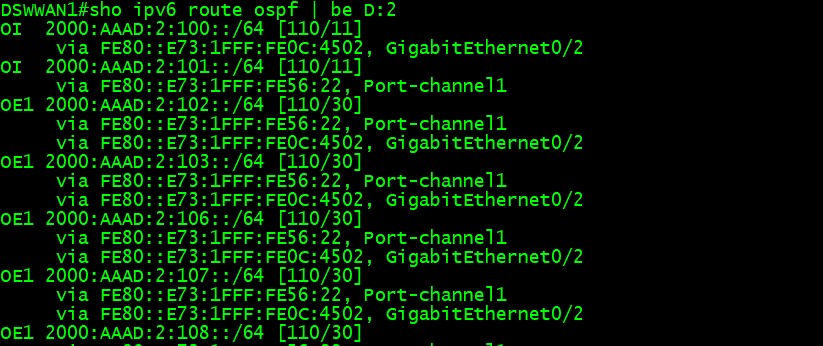 DSWWAN1#sho ipv6 route ospf | be D:2
OI  2000:AAAD:2:100::/64 [110/11]
     via FE80::E73:1FFF:FE0C:4502, GigabitEthernet0/2
OI  2000:AAAD:2:101::/64 [110/11]
     via FE80::E73:1FFF:FE56:22, Port-channel1
OE1 2000:AAAD:2:102::/64 [110/30]
     via FE80::E73:1FFF:FE56:22, Port-channel1
     via FE80::E73:1FFF:FE0C:4502, GigabitEthernet0/2
OE1 2000:AAAD:2:103::/64 [110/30]
     via FE80::E73:1FFF:FE56:22, Port-channel1
     via FE80::E73:1FFF:FE0C:4502, GigabitEthernet0/2
OE1 2000:AAAD:2:106::/64 [110/30]
     via FE80::E73:1FFF:FE56:22, Port-channel1
     via FE80::E73:1FFF:FE0C:4502, GigabitEthernet0/2
OE1 2000:AAAD:2:107::/64 [110/30]
     via FE80::E73:1FFF:FE56:22, Port-channel1
     via FE80::E73:1FFF:FE0C:4502, GigabitEthernet0/2
OE1 2000:AAAD:2:108::/64 [110/30]